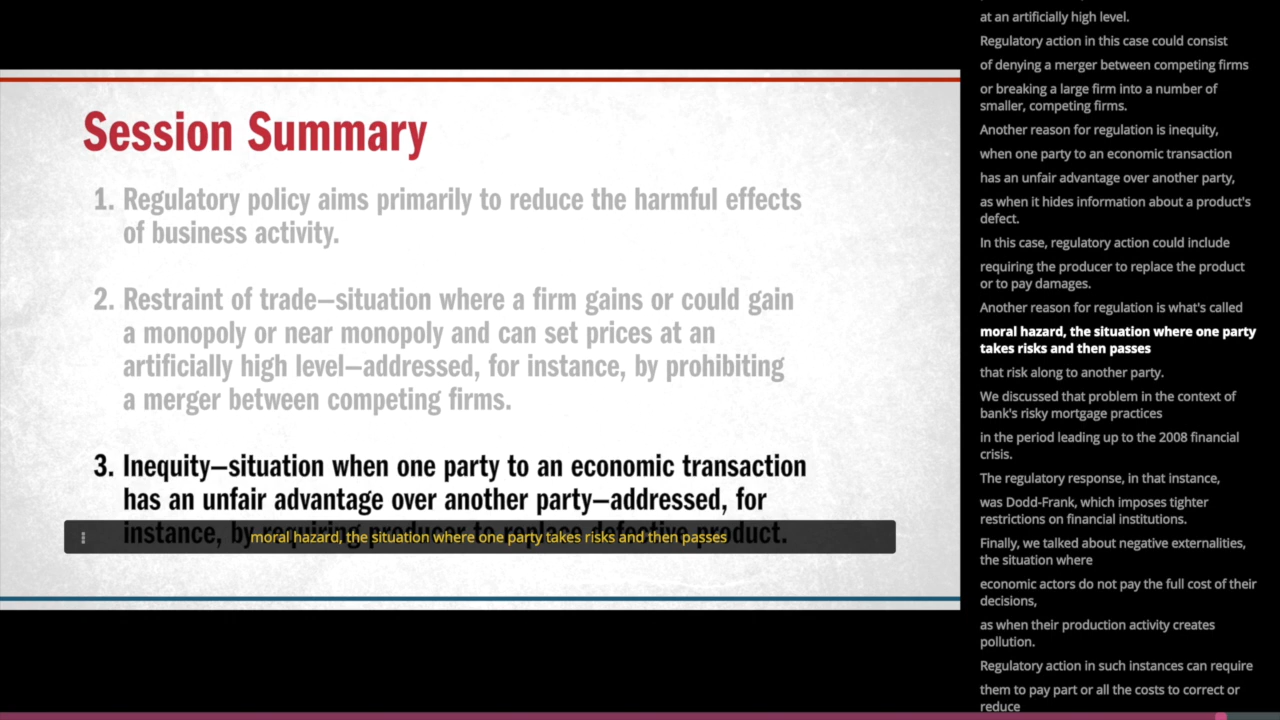 Session Summary
1. Regulatory policy aims primarily to reduce the harmful effects
of business activity.
2. Restraint of trade—situation where a firm gains or could gain
a monopoly or near monopoly and can set prices at an
artificially high level—addressed, for instance, by prohibiting
a merger between competing firms.
3. Inequity—situation when one party to an economic transaction
has an unfair advantage over another party—addressed, for
instance, by requiring producer to replace defective product.
moral hazard, the situation where one party takes risks and then passes
at an artificially high level.
Regulatory action in this case could consist
of denying a merger between competing firms
or breaking a large firm into a number of
smaller, competing firms.
Another reason for regulation is inequity,
when one party to an economic transaction
has an unfair advantage over another party,
as when it hides information about a product's
defect.
In this case, regulatory action could include
requiring the producer to replace the product
or to pay damages.
Another reason for regulation is what's called
moral hazard, the situation where one party
takes risks and then passes
that risk along to another party.
We discussed that problem in the context of
bank's risky mortgage practices
in the period leading up to the 2008 financial
crisis.
The regulatory response, in that instance,
was Dodd-Frank, which imposes tighter
restrictions on financial institutions.
Finally, we talked about negative externalities,
the situation where
economic actors do not pay the full cost of their
decisions,
as when their production activity creates
pollution.
Regulatory action in such instances can require
them to pay part or all the costs to correct or
reduce